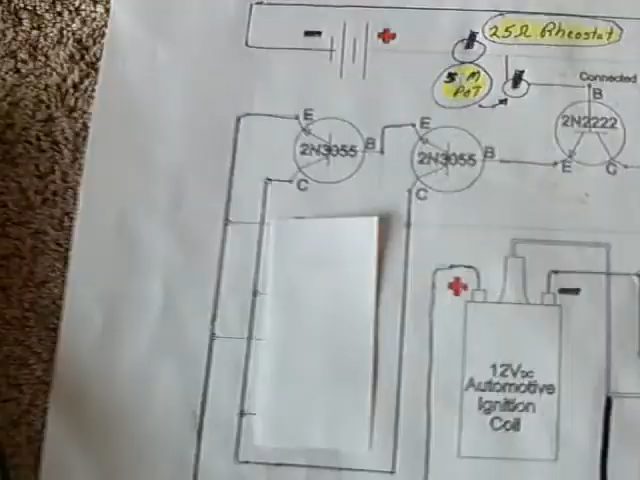 25Ω Rheostat
- +
5 M
POT
Connected
B
2N2222
E C
E
2N3055
B
C
E
2N3055
B
C
+ -
12VDC
Automotive
Ignition
Coil